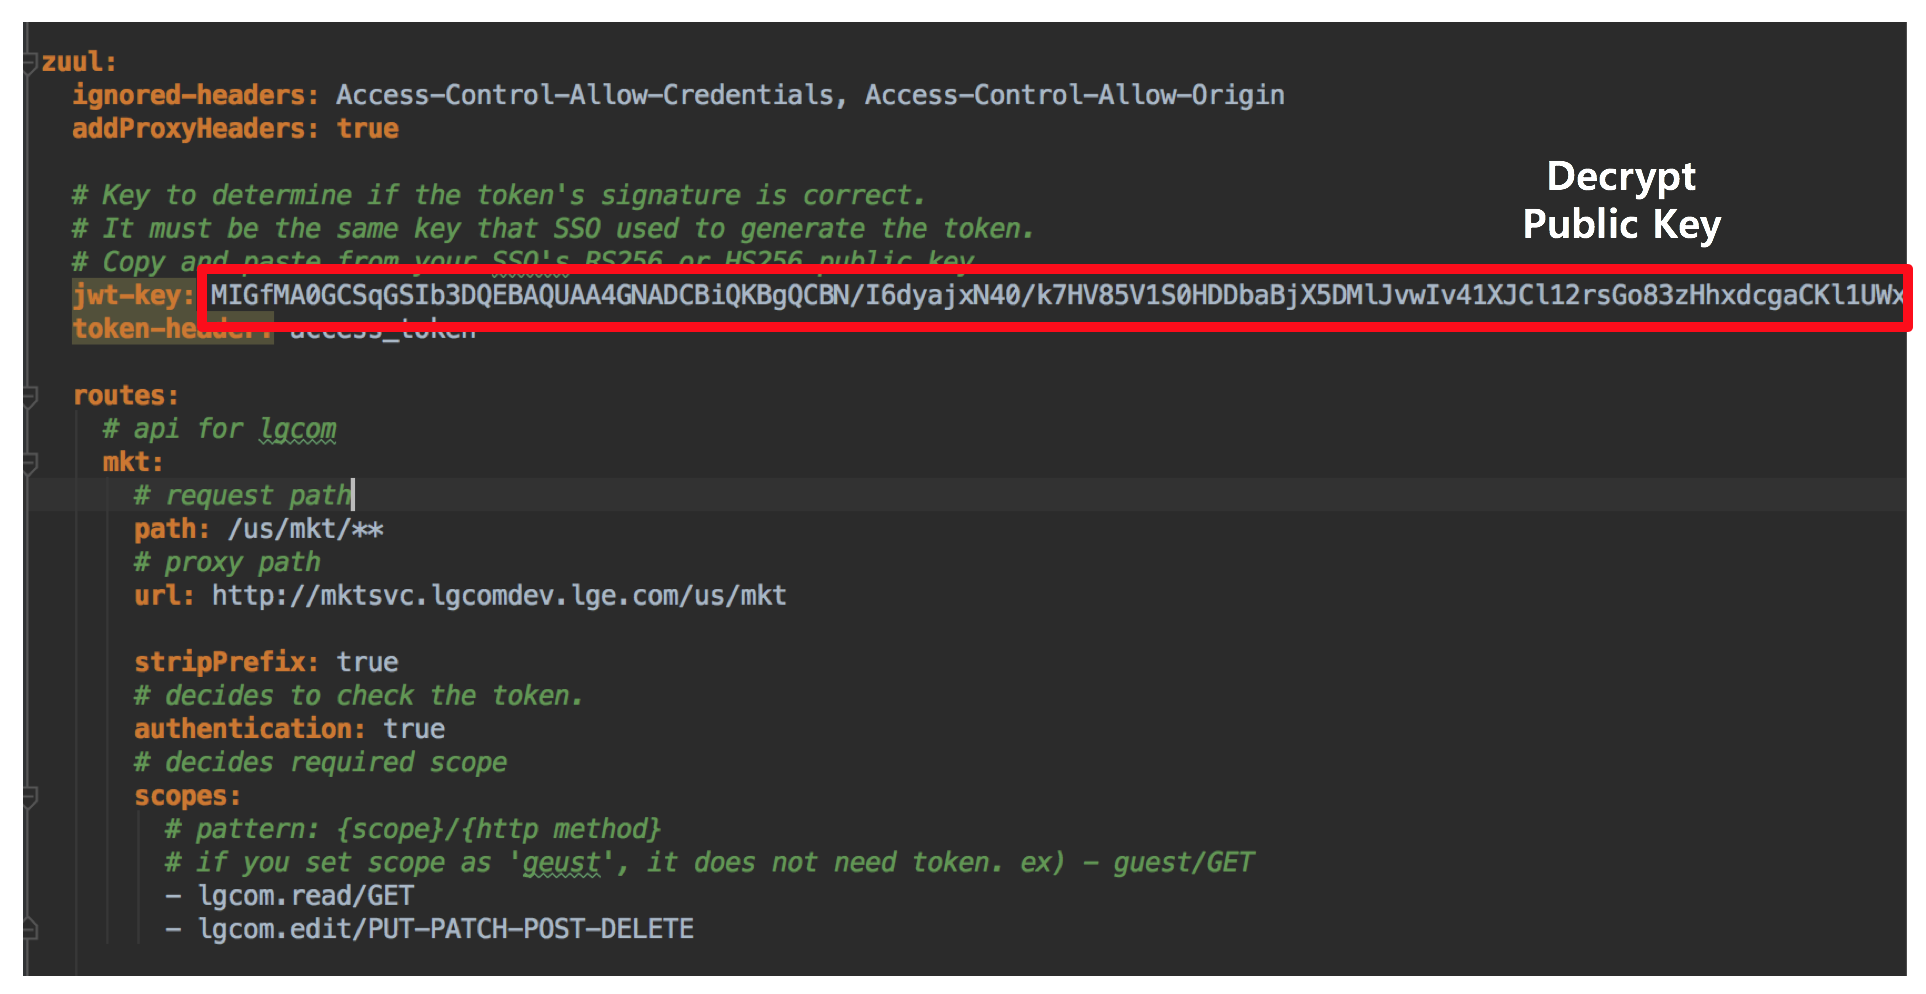 zuul:
ignored-headers: Access-Control-Allow-Credentials, Access-Control-Allow-Origin
addProxyHeaders: true
Decrypt
Public Key
# Key to determine if the token's signature is correct.
# It must be the same key that SSO used to generate the token.
# Copy and paste from your SSO's RS256 or HS256 public key
jwt-key: MIGfMA0GCSqGSIb3DQEBAQUAA4GNADCBiQKBgQCBN/I6dyajxN40/k7HV85V1S0HDDbaBjX5DMlJvwIv41XJCl12rsGo83zHhxdcgaCKl1UWx
token-header: access_token
routes:
# api for lgcom
mkt:
# request path
path: /us/mkt/**
# proxy path
url: http://mktsvc.lgcomdev.lge.com/us/mkt
stripPrefix: true
# decides to check the token.
authentication: true
# decides required scope
scopes:
# pattern: {scope}/{http method}
# if you set scope as 'geust', it does not need token. ex) - guest/GET
- lgcom.read/GET
- lgcom.edit/PUT-PATCH-POST-DELETE